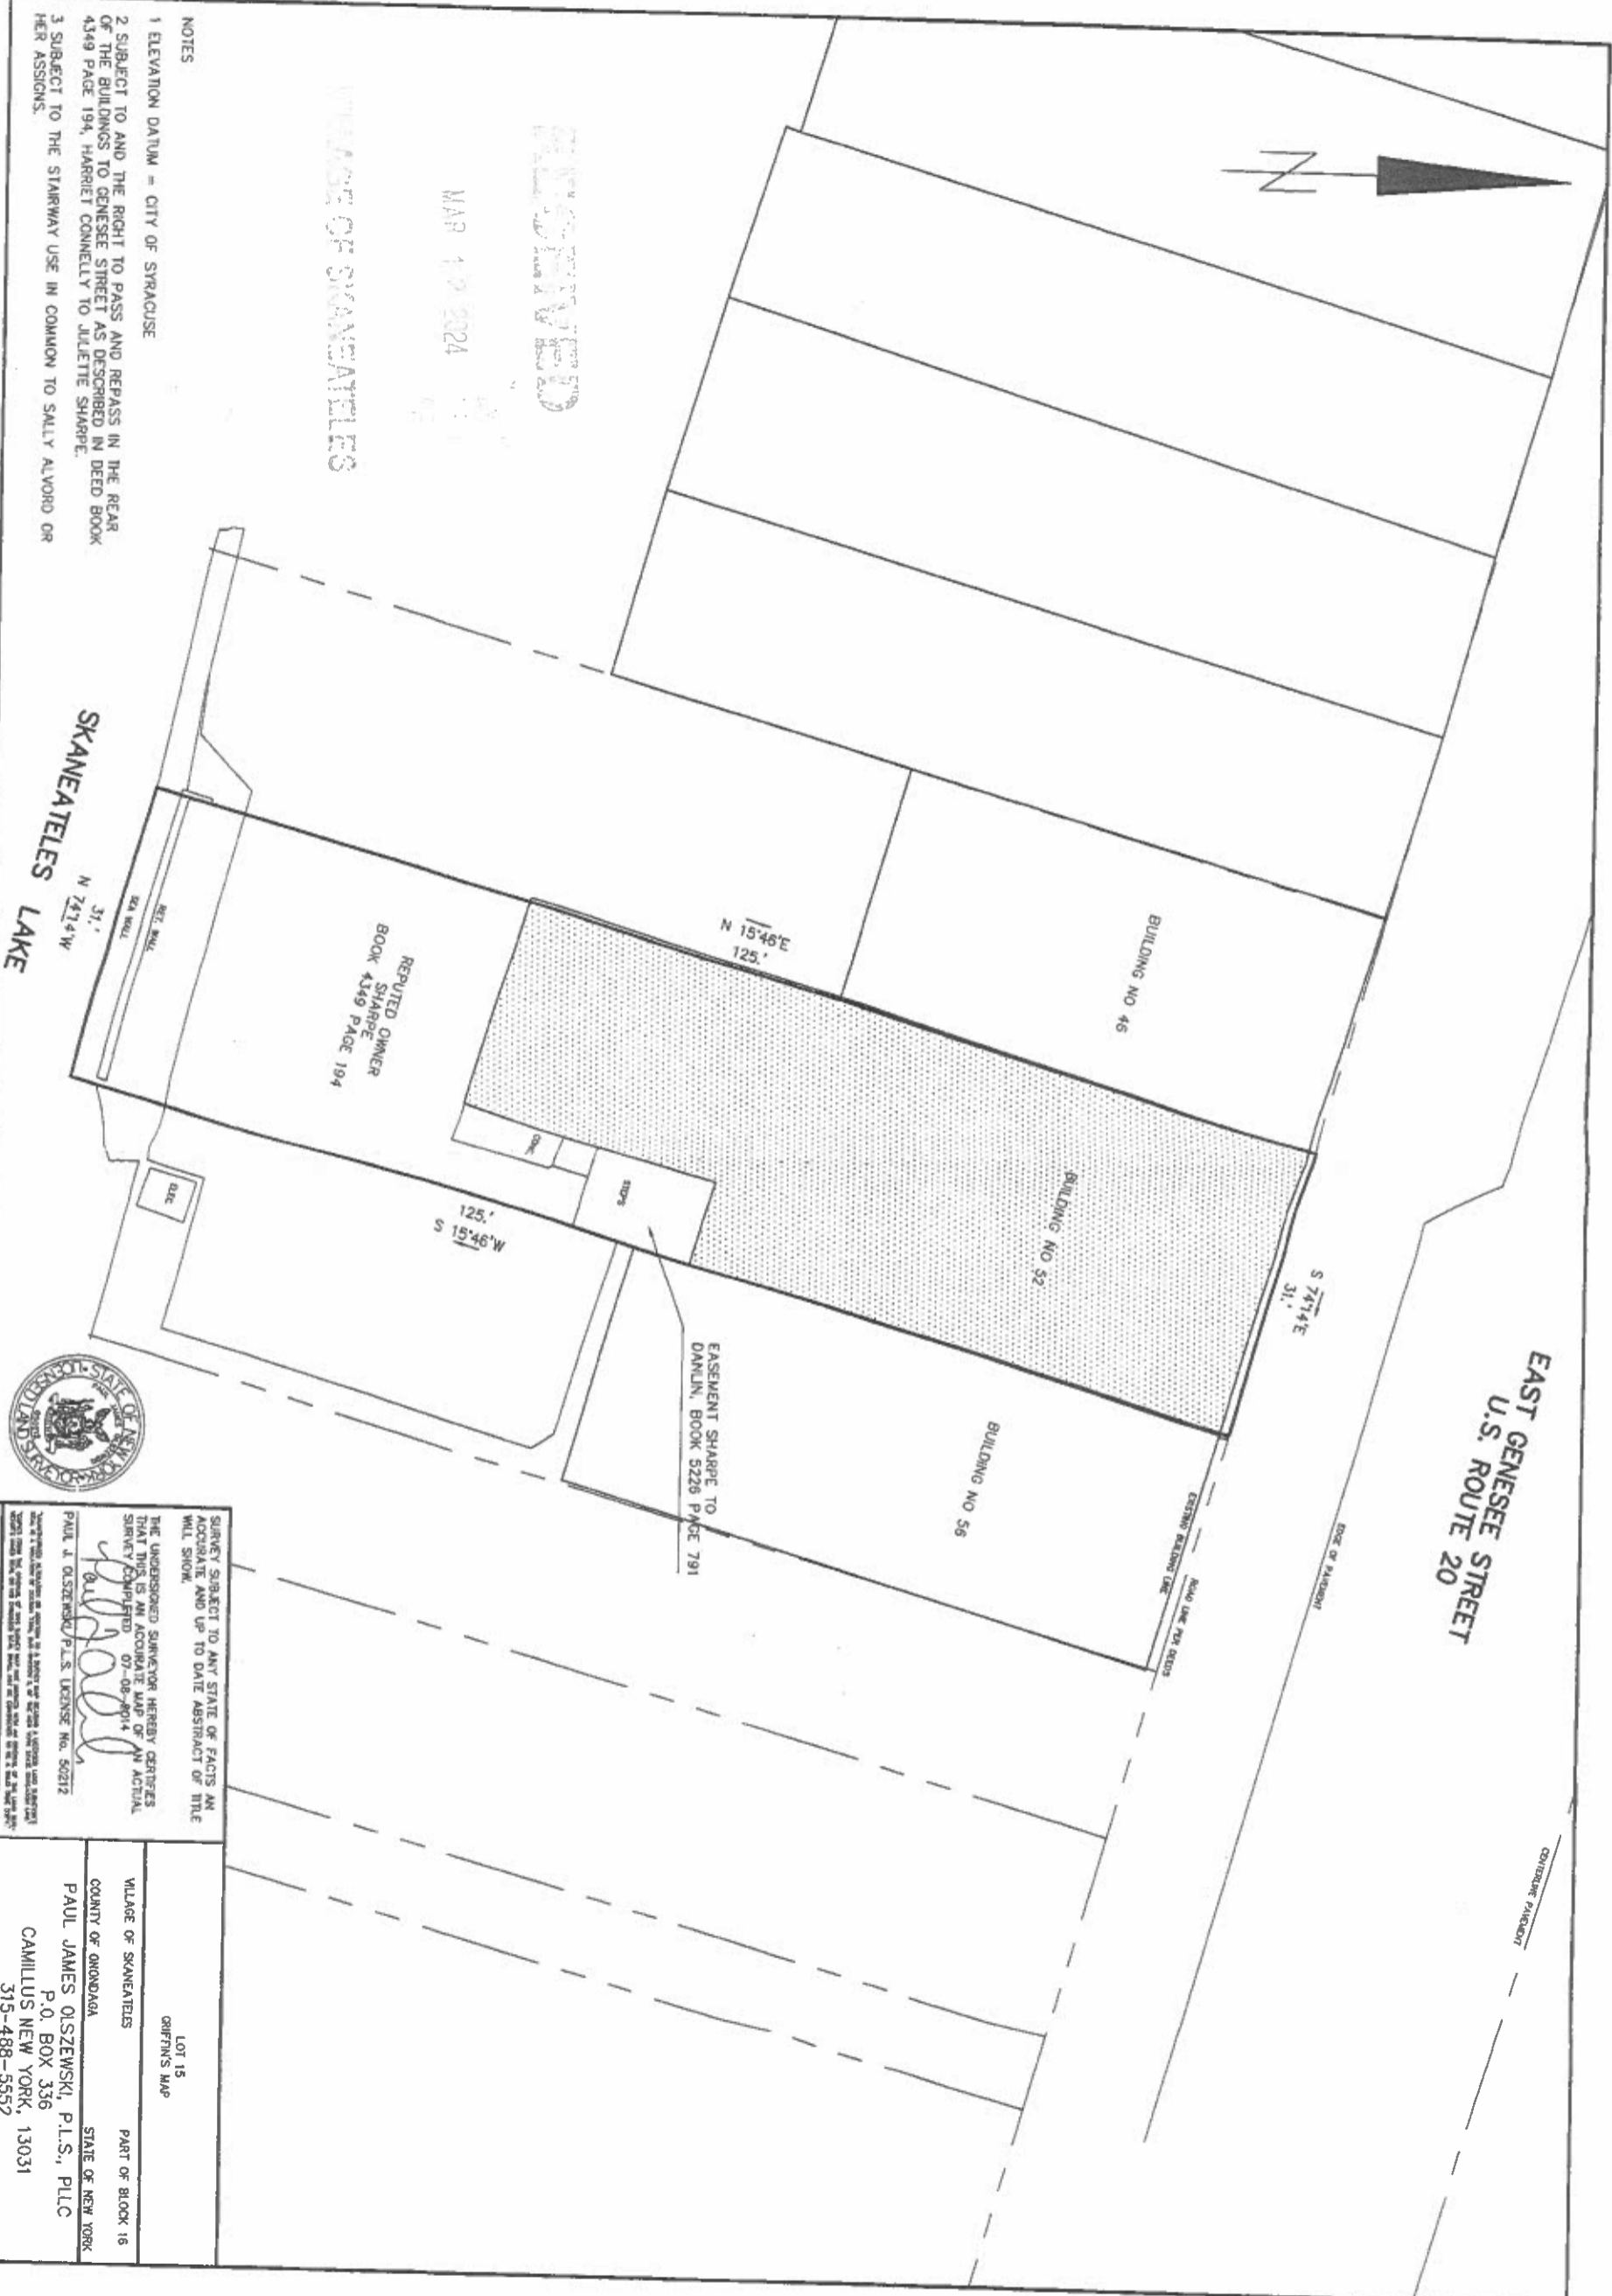 EAST GENESEE STREET
U.S. ROUTE 20
CENTERLINE PAVEMENT
EDGE OF PAVEMENT
ROAD LINE PER DEEDS
EXISTING BUILDING LINE
S 74°14'E
31.'
BUILDING NO 46
BUILDING NO 52
BUILDING NO 56
N 15°46'E
125.'
EASEMENT SHARPE TO
DANLIN, BOOK 5226 PAGE 791
STEPS
CONC
125.'
S 15°46'W
REPUTED OWNER
SHARPE
BOOK 4349 PAGE 194
ELEC
RET. WALL
SEA WALL
31.'
N 74°14'W
SKANEATELES LAKE
N
RECEIVED
MAR 2024
VILLAGE OF SKANEATELES
NOTES
1 ELEVATION DATUM = CITY OF SYRACUSE
2 SUBJECT TO AND THE RIGHT TO PASS AND REPASS IN THE REAR
OF THE BUILDINGS TO GENESEE STREET AS DESCRIBED IN DEED BOOK
4349 PAGE 194, HARRIET CONNELLY TO JULIETTE SHARPE.
3 SUBJECT TO THE STAIRWAY USE IN COMMON TO SALLY ALVORD OR
HER ASSIGNS.
STATE OF NEW YORK
LICENSED LAND SURVEYOR
SURVEY SUBJECT TO ANY STATE OF FACTS AN
ACCURATE AND UP TO DATE ABSTRACT OF TITLE
WILL SHOW.
THE UNDERSIGNED SURVEYOR HEREBY CERTIFIES
THAT THIS IS AN ACCURATE MAP OF AN ACTUAL
SURVEY COMPLETED 07-08-2014
PAUL J. OLSZEWSKI, P.L.S. LICENSE No. 50212
LOT 15
GRIFFIN'S MAP
VILLAGE OF SKANEATELES PART OF BLOCK 16
COUNTY OF ONONDAGA STATE OF NEW YORK
PAUL JAMES OLSZEWSKI, P.L.S., PLLC
P.O. BOX 336
CAMILLUS NEW YORK, 13031
315-488-5552